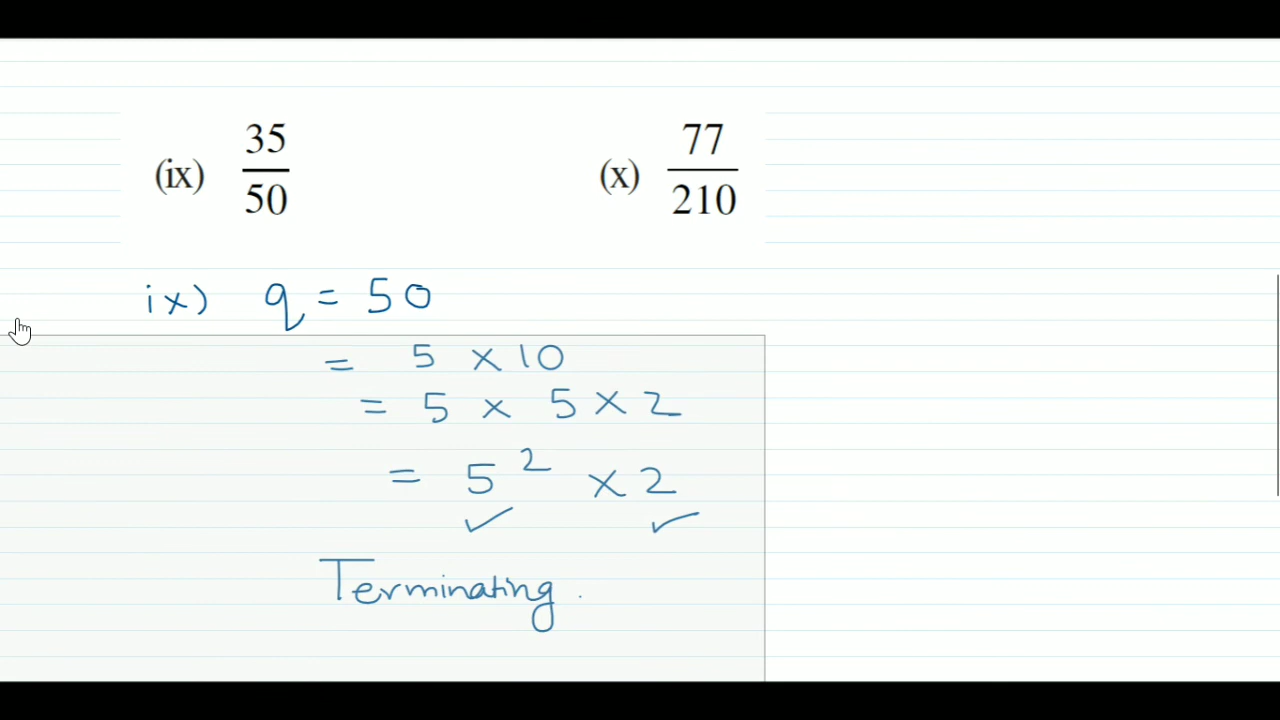 (ix) 35/50 (x) 77/210
ix) q = 50
= 5 × 10
= 5 × 5 × 2
= 5² × 2
✓ ✓
Terminating.